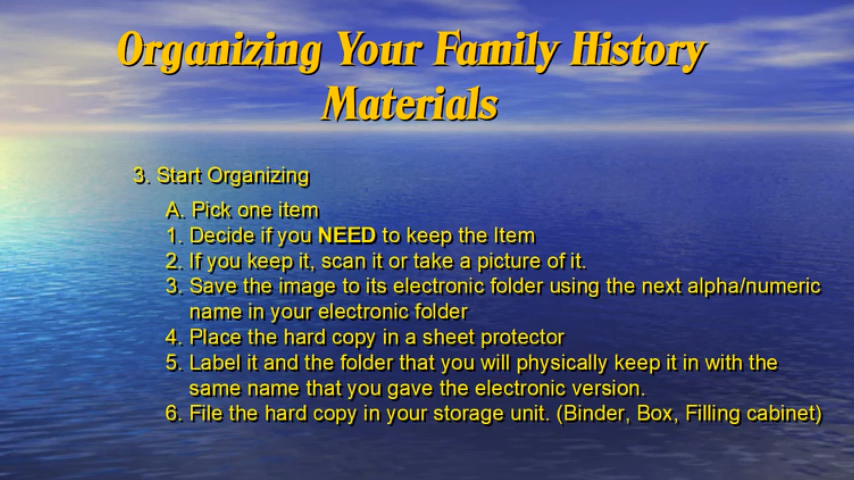 Organizing Your Family History
Materials
3. Start Organizing
A. Pick one item
1. Decide if you NEED to keep the Item
2. If you keep it, scan it or take a picture of it.
3. Save the image to its electronic folder using the next alpha/numeric
name in your electronic folder
4. Place the hard copy in a sheet protector
5. Label it and the folder that you will physically keep it in with the
same name that you gave the electronic version.
6. File the hard copy in your storage unit. (Binder, Box, Filling cabinet)